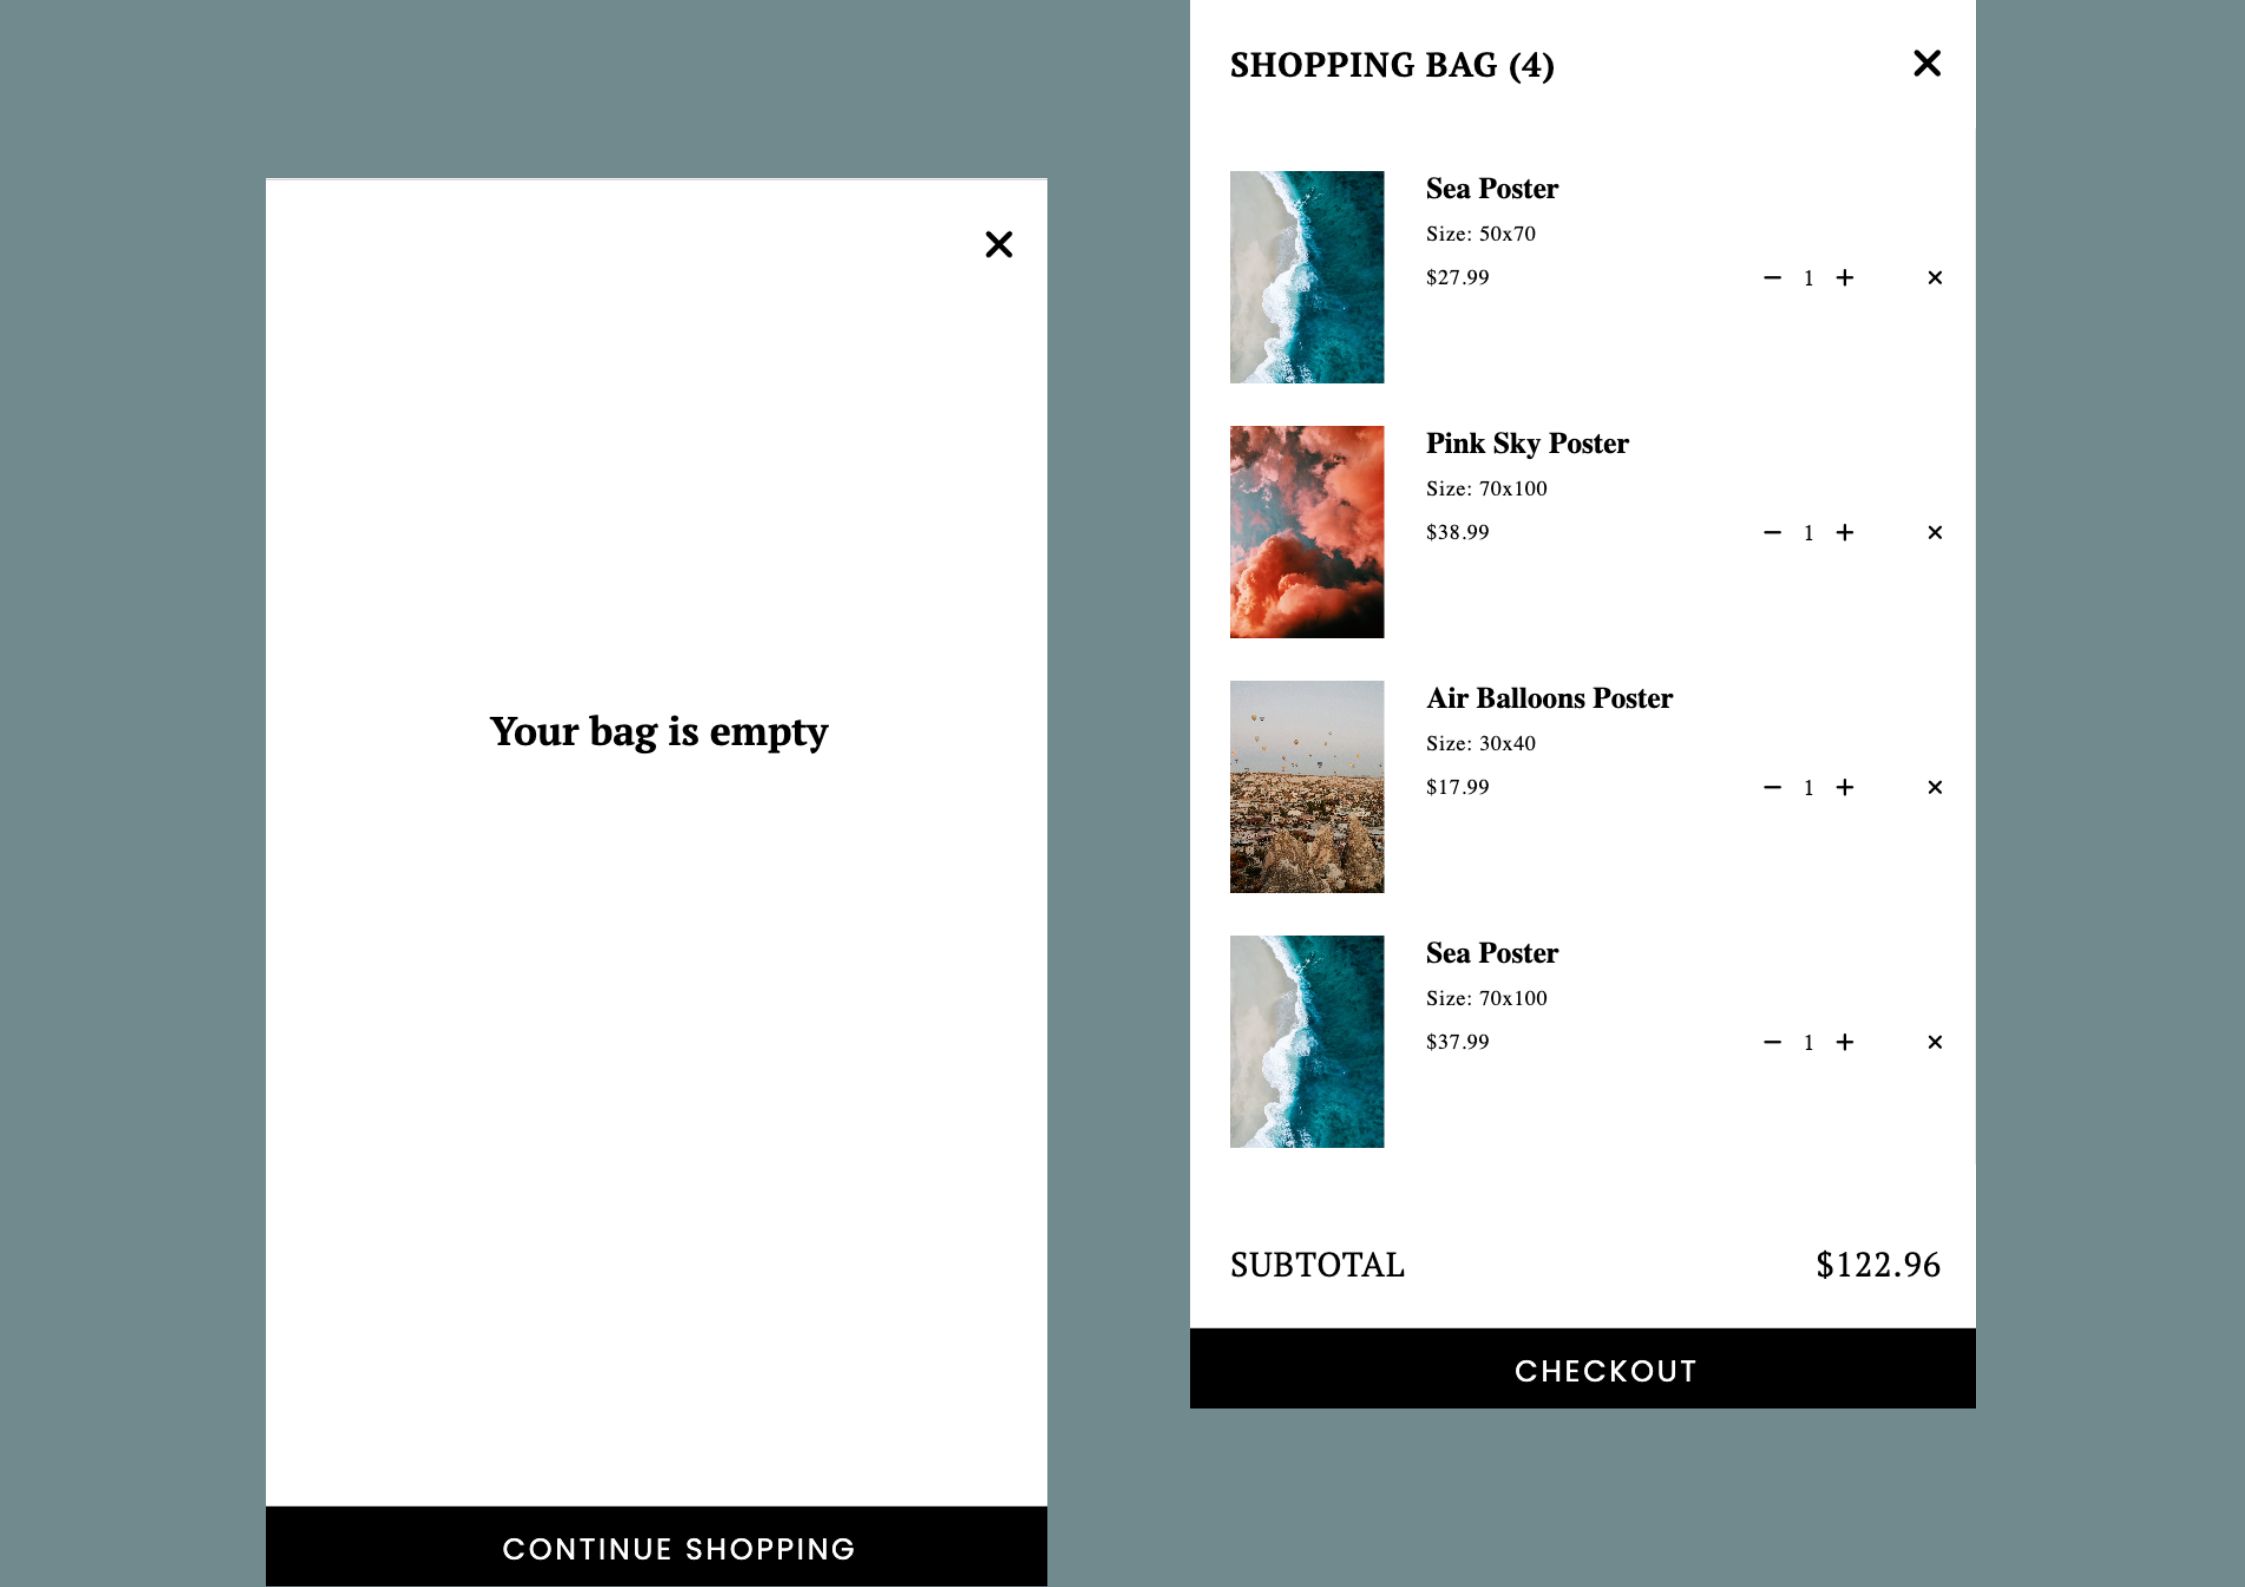 Your bag is empty
CONTINUE SHOPPING
SHOPPING BAG (4)
Sea Poster
Size: 50x70
$27.99
1
Pink Sky Poster
Size: 70x100
$38.99
1
Air Balloons Poster
Size: 30x40
$17.99
1
Sea Poster
Size: 70x100
$37.99
1
SUBTOTAL $122.96
CHECKOUT